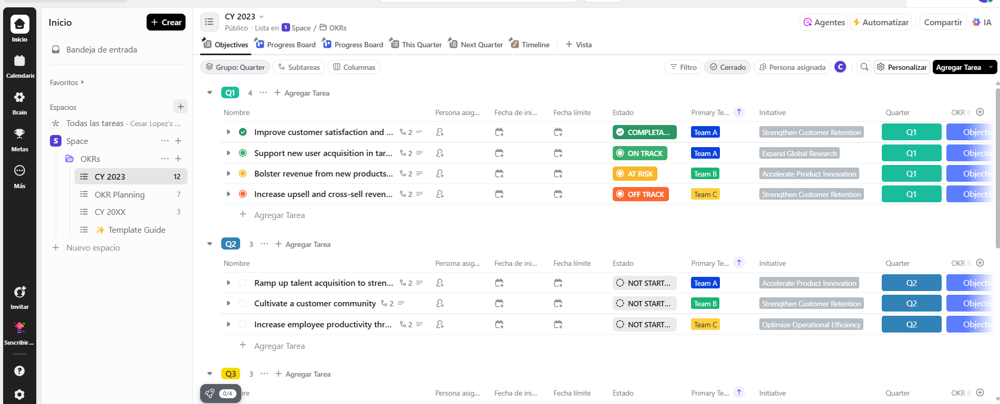 Inicio
Calendario
Brain
Metas
Más
Invitar
Suscribir...
Inicio
+ Crear
Bandeja de entrada
Favoritos
Espacios
Todas las tareas - Cesar Lopez's ...
S Space
OKRs
CY 2023 12
OKR Planning 7
CY 20XX 3
✨ Template Guide
+ Nuevo espacio
CY 2023
Público · Lista en S Space / OKRs
Agentes
Automatizar
Compartir
IA
Objectives
Progress Board
Progress Board
This Quarter
Next Quarter
Timeline
+ Vista
Grupo: Quarter
Subtareas
Columnas
Filtro
Cerrado
Persona asignada
C
Personalizar
Agregar Tarea
Q1 4 ... + Agregar Tarea
Nombre Persona asig... Fecha de ini... Fecha límite Estado Primary Te... Initiative Quarter OKR It
Improve customer satisfaction and ... 2 COMPLETA... Team A Strengthen Customer Retention Q1 Objectiv
Support new user acquisition in tar... 2 ON TRACK Team A Expand Global Research Q1 Objectiv
Bolster revenue from new products... 2 AT RISK Team B Accelerate Product Innovation Q1 Objectiv
Increase upsell and cross-sell reven... 2 OFF TRACK Team C Strengthen Customer Retention Q1 Objectiv
+ Agregar Tarea
Q2 3 ... + Agregar Tarea
Nombre Persona asig... Fecha de ini... Fecha límite Estado Primary Te... Initiative Quarter OKR It
Ramp up talent acquisition to stren... 2 NOT START... Team A Accelerate Product Innovation Q2 Objectiv
Cultivate a customer community 2 NOT START... Team B Strengthen Customer Retention Q2 Objectiv
Increase employee productivity thr... 2 NOT START... Team C Optimize Operational Efficiency Q2 Objectiv
+ Agregar Tarea
Q3 3 ... + Agregar Tarea
0/4
bre Persona asig... Fecha de ini... Fecha límite Estado Primary Te... Initiative Quarter OKR It